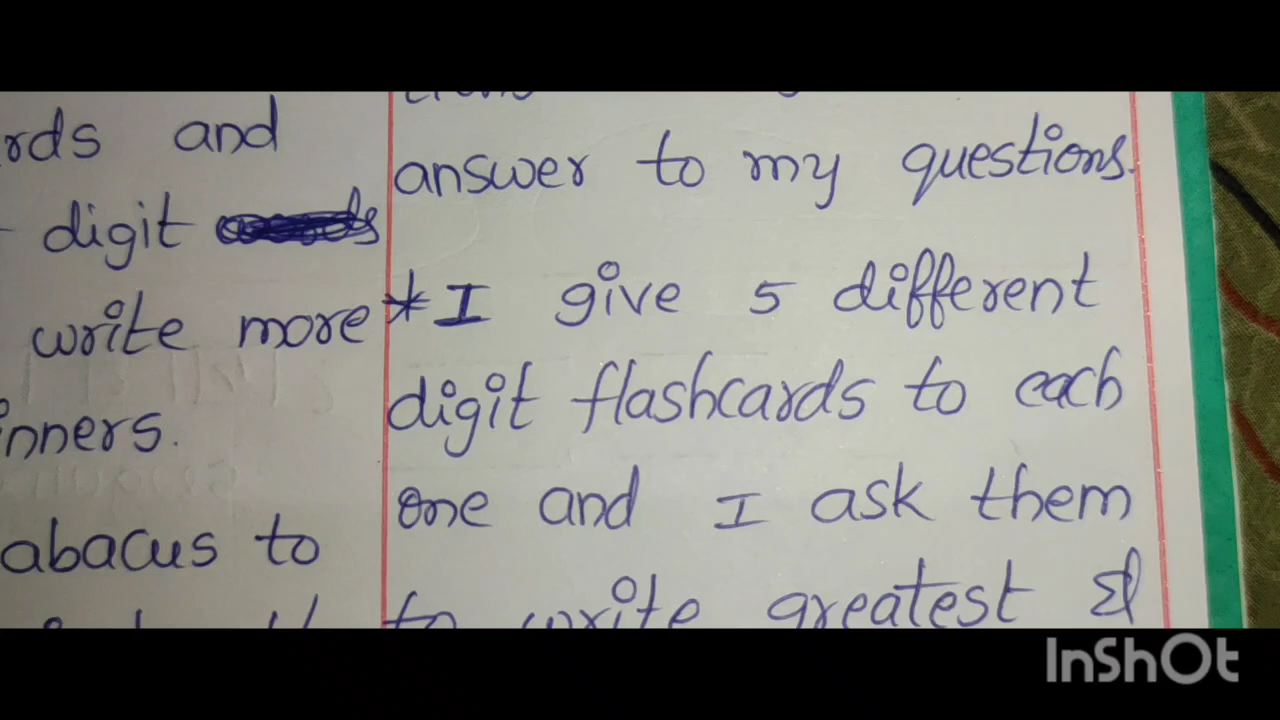 rds and
digit
write more
inners.
abacus to
answer to my questions.
*I give 5 different
digit flashcards to each
one and I ask them
to write greatest &
InShOt